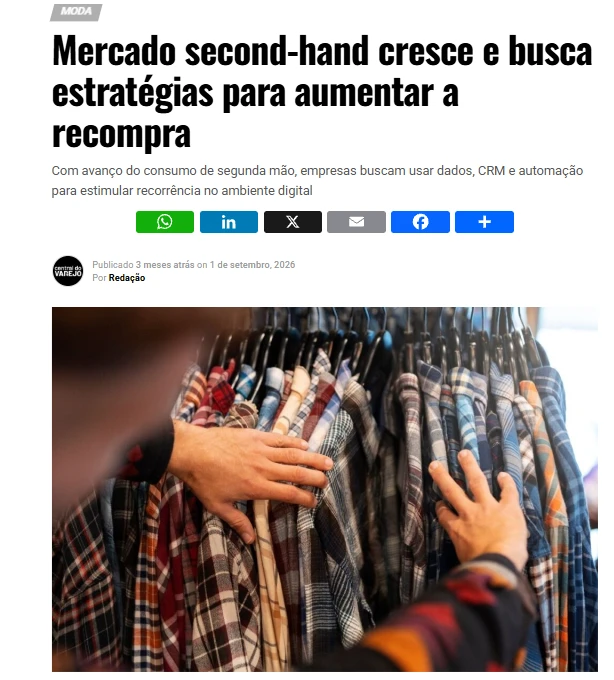 MODA
Mercado second-hand cresce e busca
estratégias para aumentar a
recompra
Com avanço do consumo de segunda mão, empresas buscam usar dados, CRM e automação
para estimular recorrência no ambiente digital
central do
VAREJO
Publicado 3 meses atrás on 1 de setembro, 2026
Por Redação